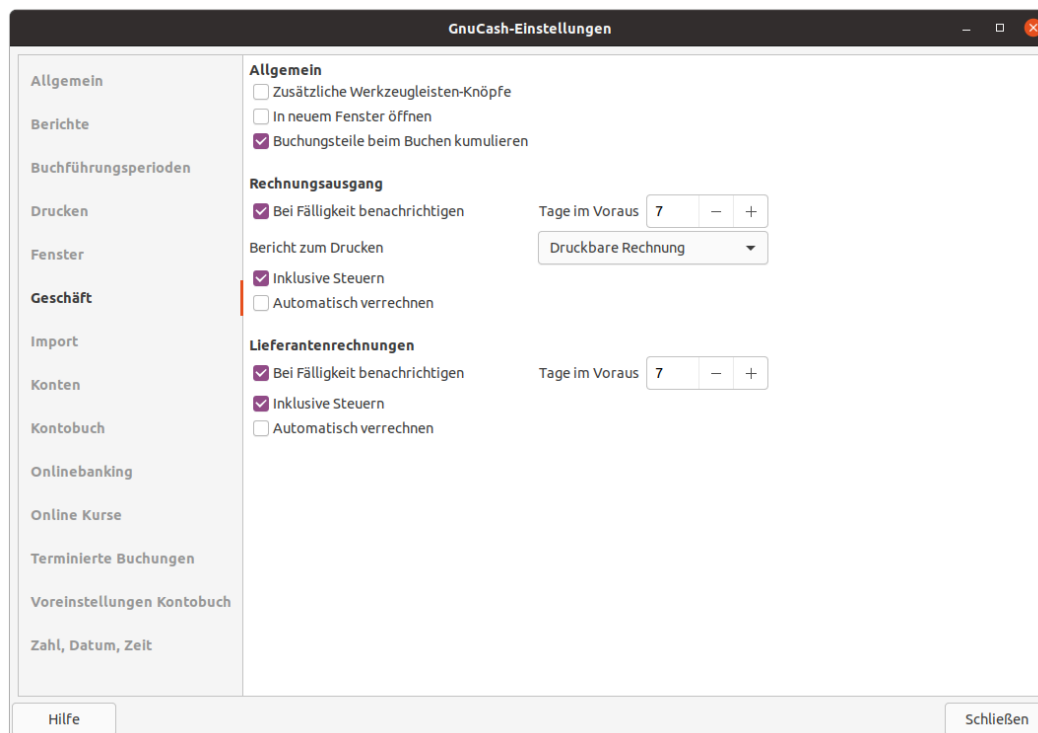 GnuCash-Einstellungen
Allgemein
Berichte
Buchführungsperioden
Drucken
Fenster
Geschäft
Import
Konten
Kontobuch
Onlinebanking
Online Kurse
Terminierte Buchungen
Voreinstellungen Kontobuch
Zahl, Datum, Zeit
Allgemein
Zusätzliche Werkzeugleisten-Knöpfe
In neuem Fenster öffnen
Buchungsteile beim Buchen kumulieren
Rechnungsausgang
Bei Fälligkeit benachrichtigen Tage im Voraus 7 − +
Bericht zum Drucken Druckbare Rechnung
Inklusive Steuern
Automatisch verrechnen
Lieferantenrechnungen
Bei Fälligkeit benachrichtigen Tage im Voraus 7 − +
Inklusive Steuern
Automatisch verrechnen
Hilfe Schließen